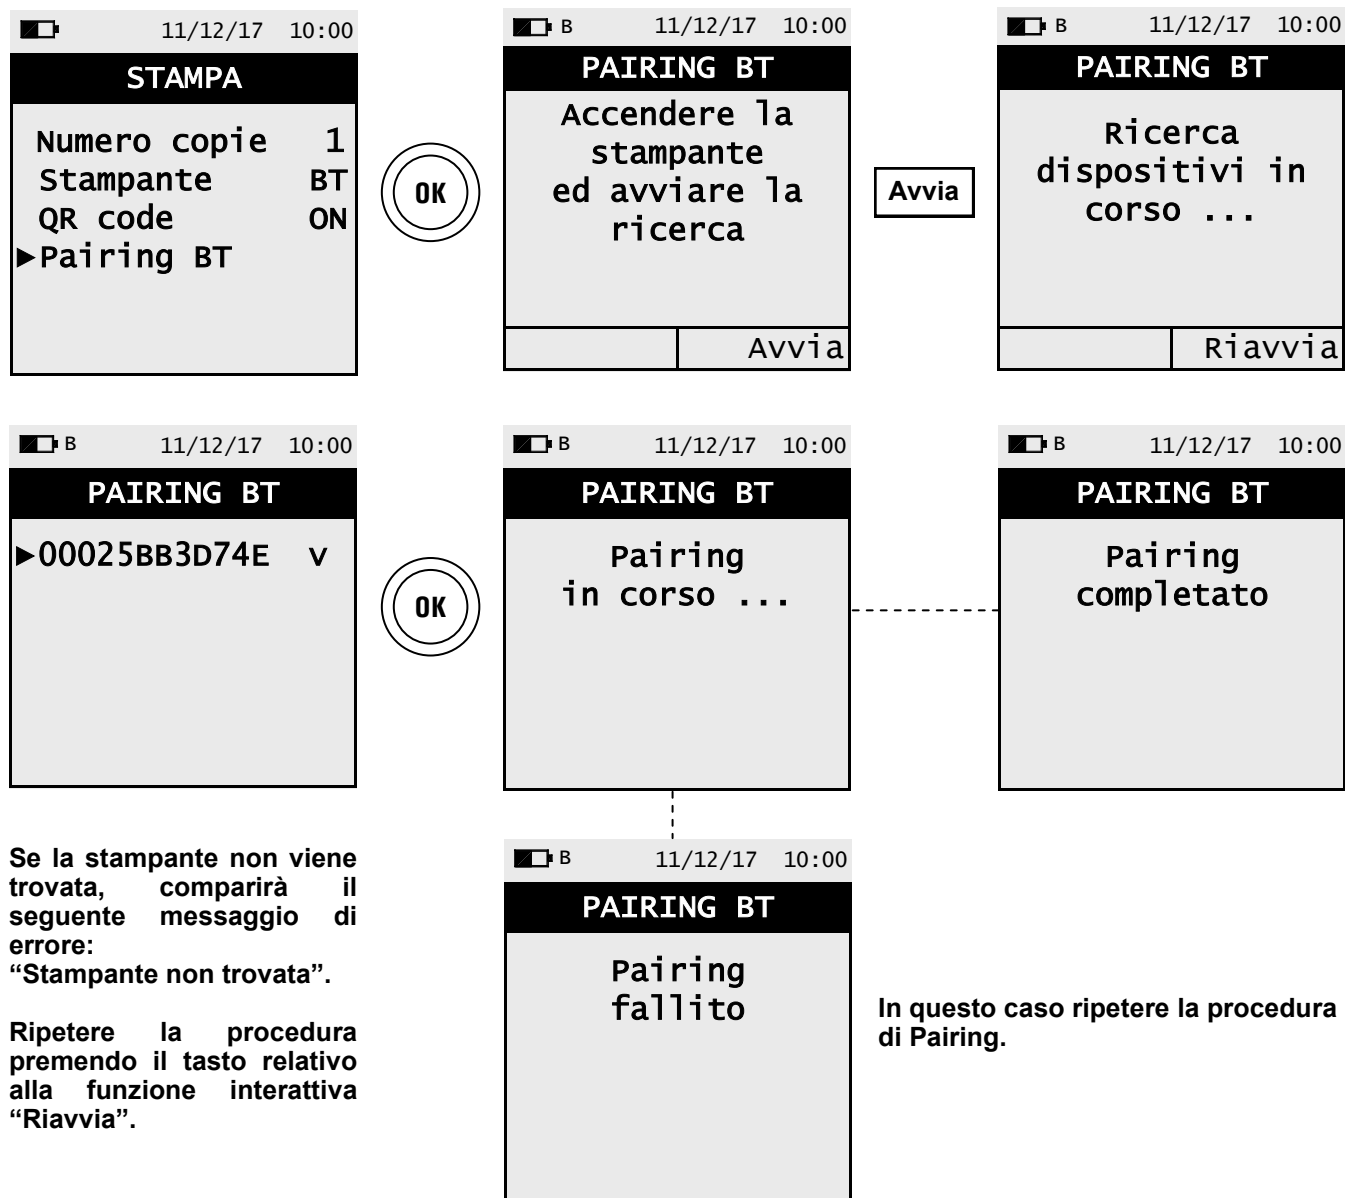 11/12/17 10:00
STAMPA
Numero copie 1
Stampante BT
QR code ON
►Pairing BT
OK
B 11/12/17 10:00
PAIRING BT
Accendere la
stampante
ed avviare la
ricerca
Avvia
Avvia
B 11/12/17 10:00
PAIRING BT
Ricerca
dispositivi in
corso ...
Riavvia
B 11/12/17 10:00
PAIRING BT
►00025BB3D74E v
OK
B 11/12/17 10:00
PAIRING BT
Pairing
in corso ...
B 11/12/17 10:00
PAIRING BT
Pairing
completato
Se la stampante non viene
trovata, comparirà il
seguente messaggio di
errore:
“Stampante non trovata”.
Ripetere la procedura
premendo il tasto relativo
alla funzione interattiva
“Riavvia”.
B 11/12/17 10:00
PAIRING BT
Pairing
fallito
In questo caso ripetere la procedura
di Pairing.